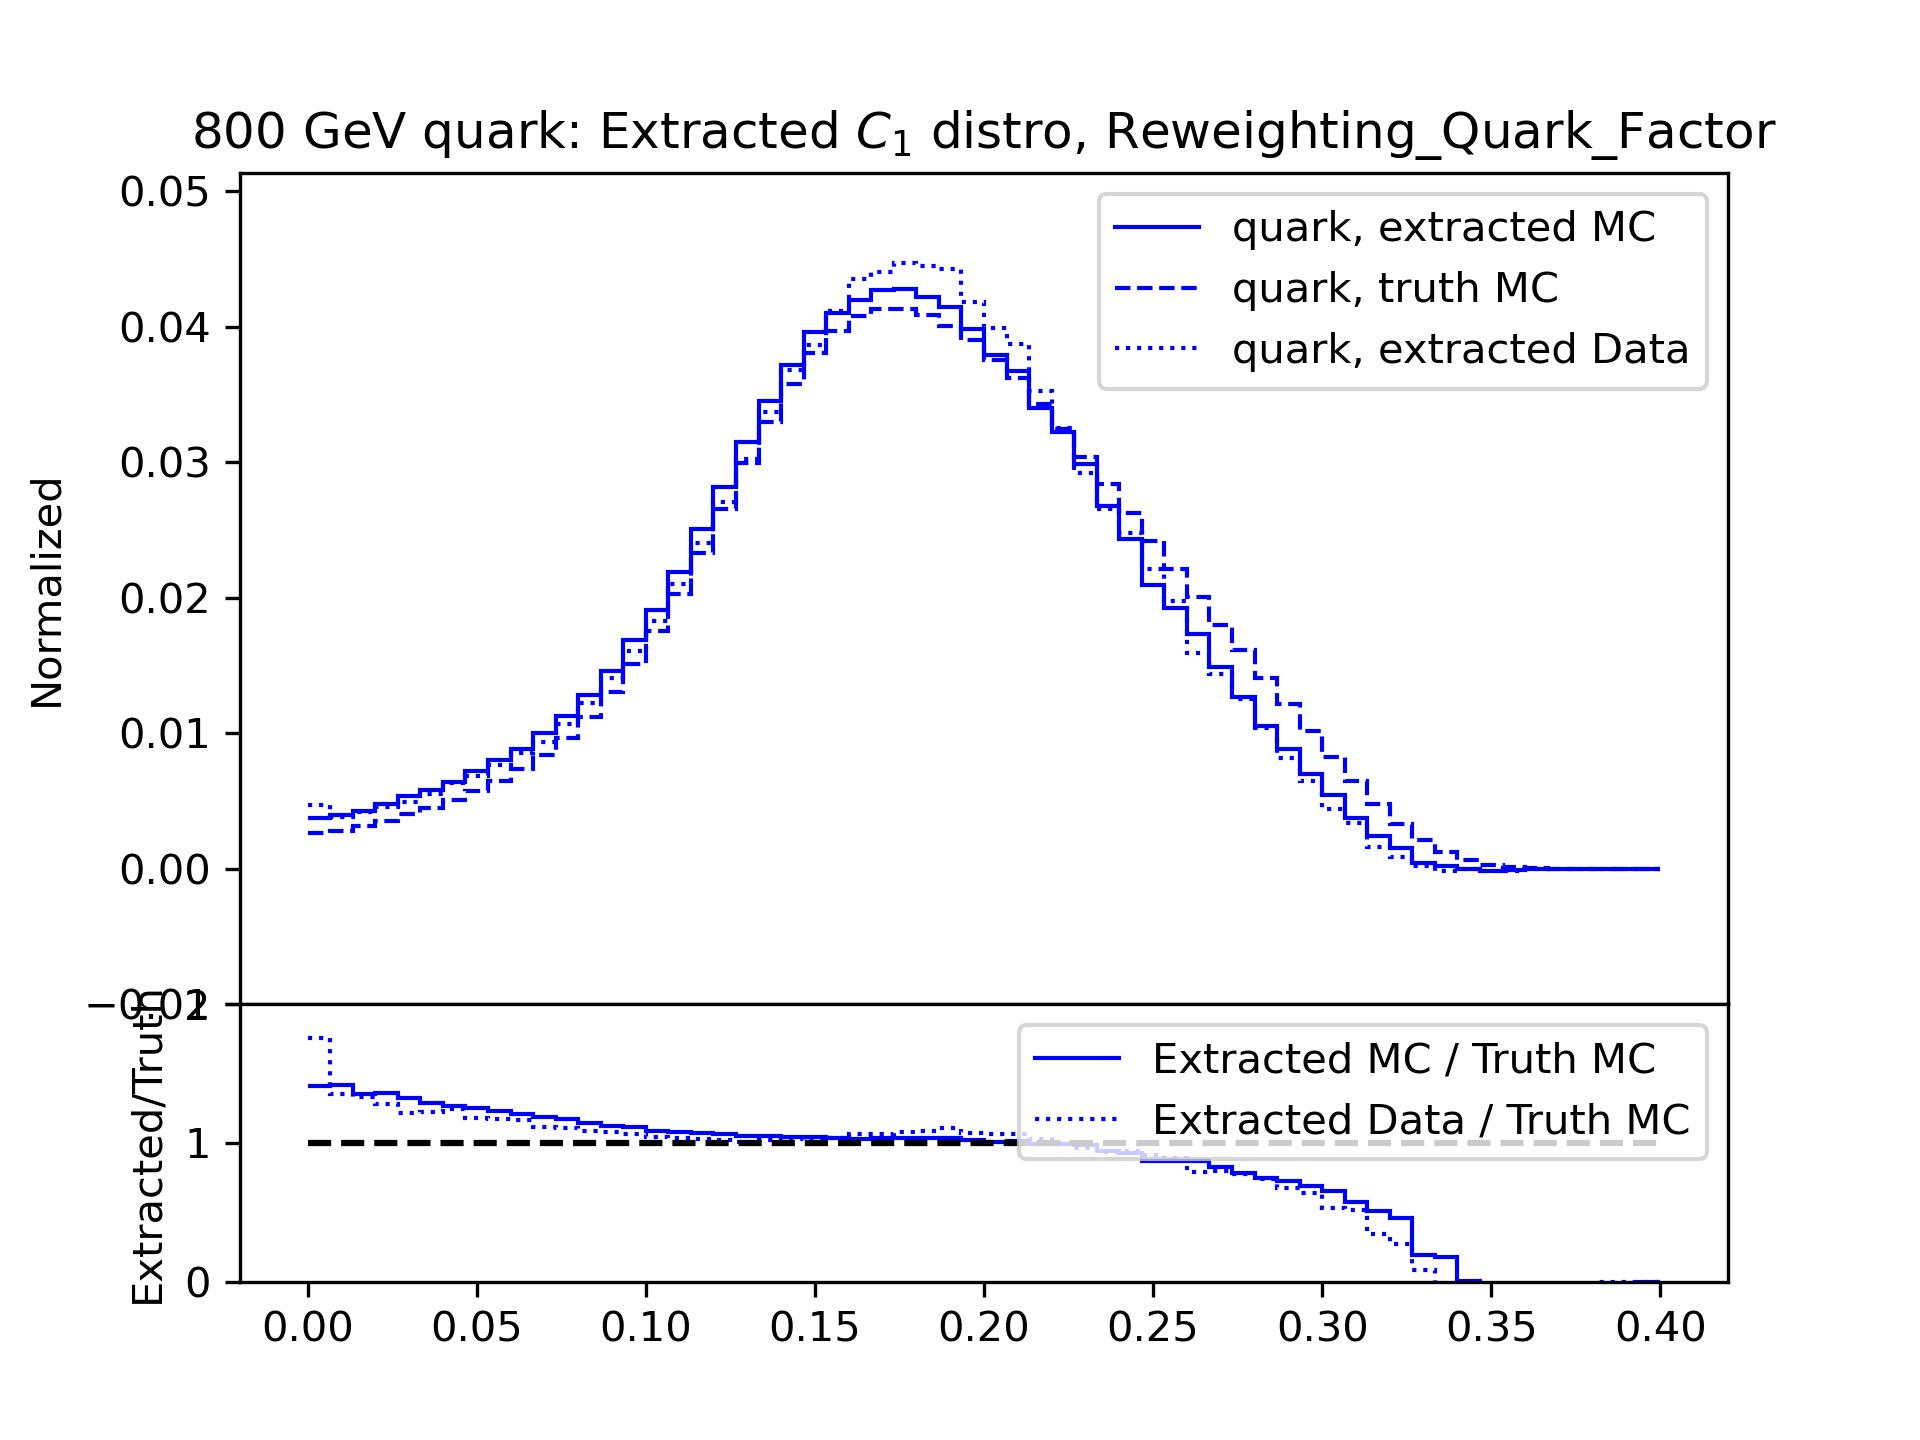 800 GeV quark: Extracted C₁ distro, Reweighting_Quark_Factor
0.05
0.04
0.03
0.02
0.01
0.00
−0.01
Normalized
quark, extracted MC
quark, truth MC
quark, extracted Data
2
1
0
Extracted/Truth
Extracted MC / Truth MC
Extracted Data / Truth MC
0.00 0.05 0.10 0.15 0.20 0.25 0.30 0.35 0.40